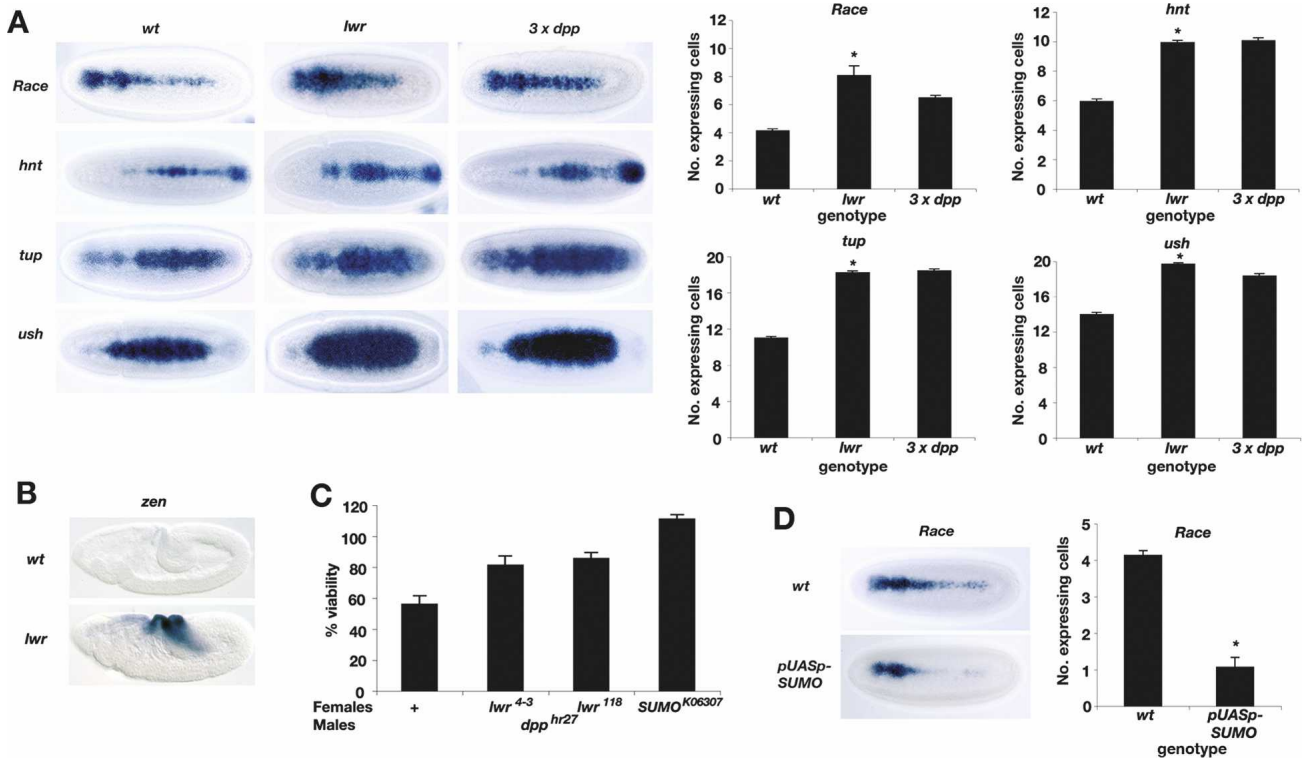 A
wt
lwr
3 x dpp
Race
hnt
tup
ush
Race
No. expressing cells
12
10
8
6
4
2
0
*
wt
lwr
3 x dpp
genotype
hnt
No. expressing cells
12
10
8
6
4
2
0
*
wt
lwr
3 x dpp
genotype
tup
No. expressing cells
20
16
12
8
4
0
*
wt
lwr
3 x dpp
genotype
ush
No. expressing cells
20
16
12
8
4
0
*
wt
lwr
3 x dpp
genotype
B
zen
wt
lwr
C
% viability
120
100
80
60
40
20
0
Females + lwr 4-3 lwr 118 SUMO K06307
Males dpp hr27
D
Race
wt
pUASp-
SUMO
Race
No. expressing cells
5
4
3
2
1
0
*
wt
pUASp-
SUMO
genotype